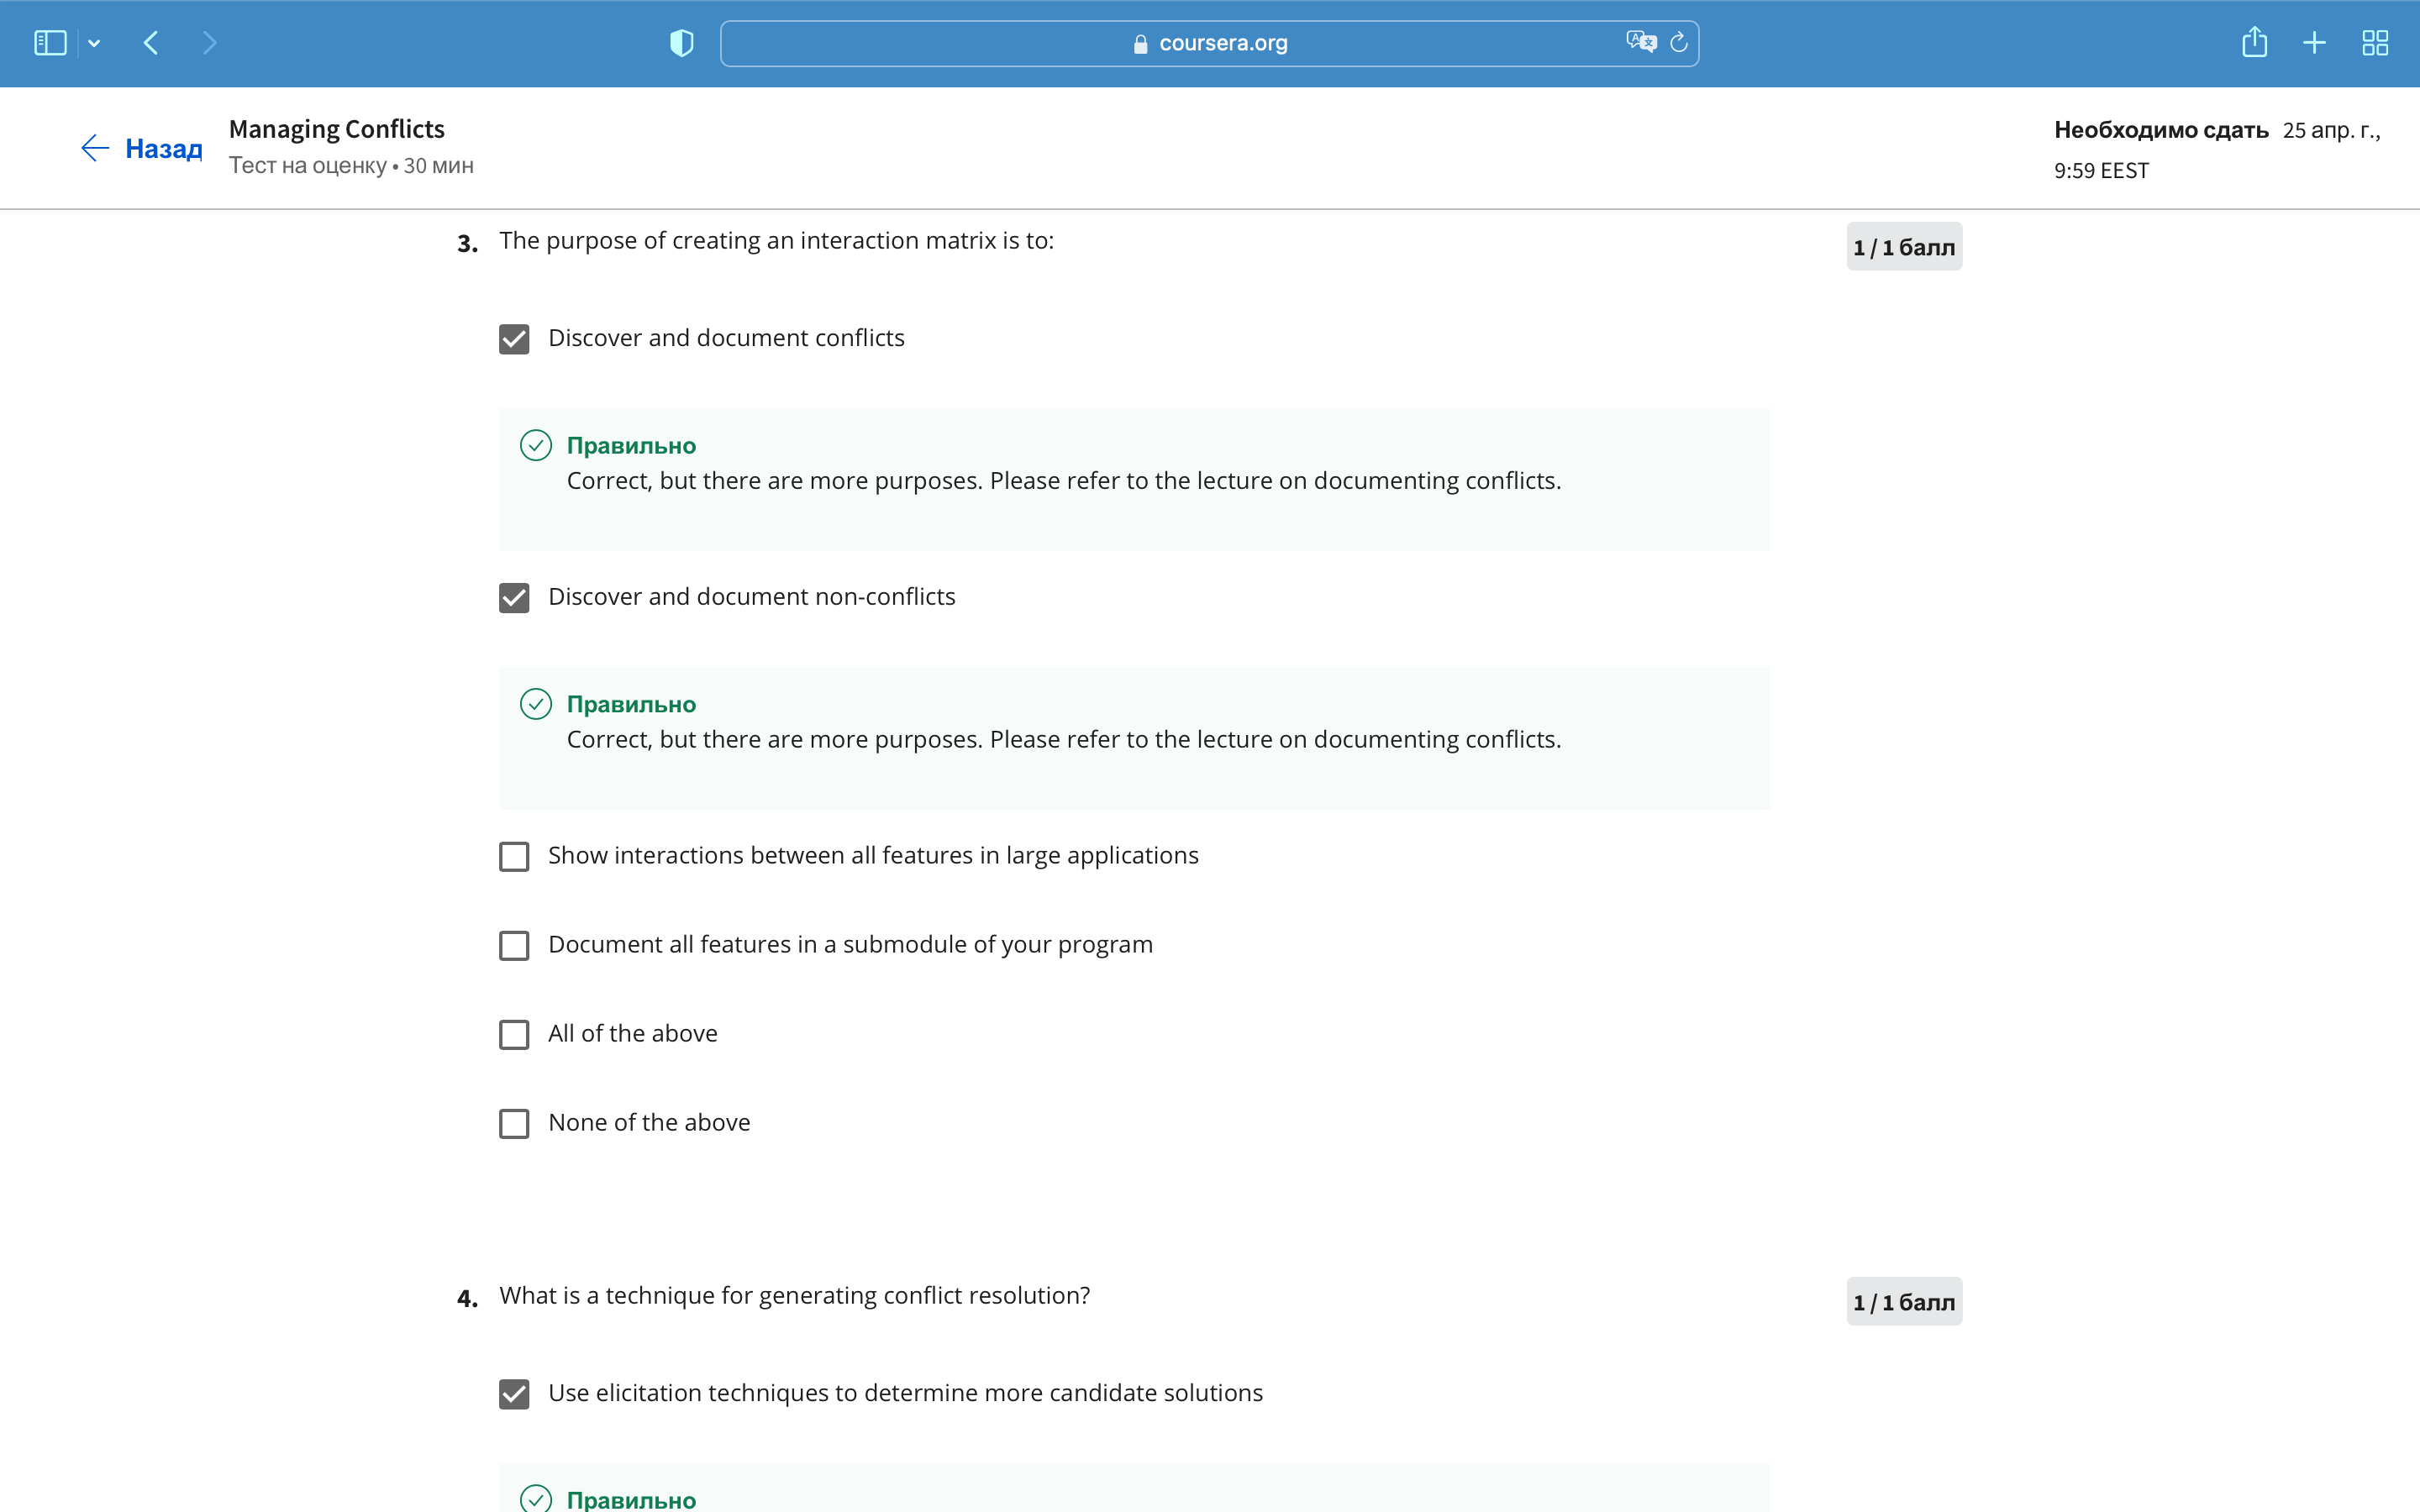 coursera.org
Назад
Managing Conflicts
Тест на оценку • 30 мин
Необходимо сдать 25 апр. г.,
9:59 EEST
3. The purpose of creating an interaction matrix is to:
1 / 1 балл
Discover and document conflicts
Правильно
Correct, but there are more purposes. Please refer to the lecture on documenting conflicts.
Discover and document non-conflicts
Правильно
Correct, but there are more purposes. Please refer to the lecture on documenting conflicts.
Show interactions between all features in large applications
Document all features in a submodule of your program
All of the above
None of the above
4. What is a technique for generating conflict resolution?
1 / 1 балл
Use elicitation techniques to determine more candidate solutions
Правильно